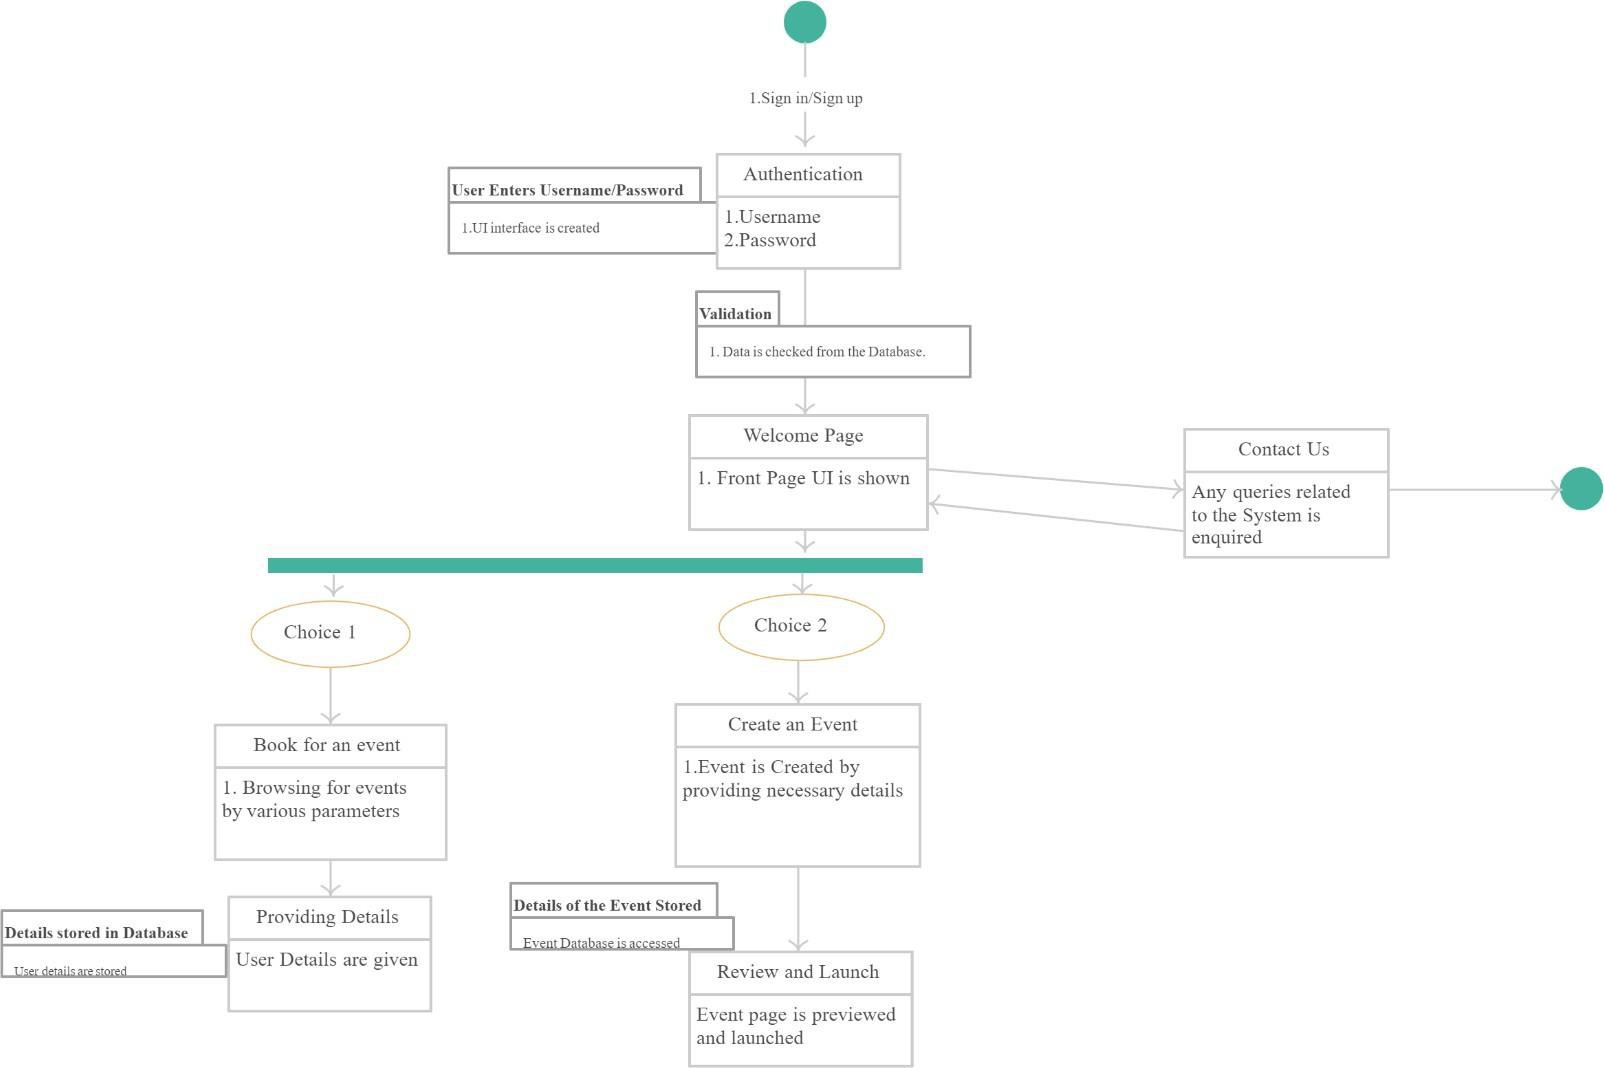 1.Sign in/Sign up
Authentication
1.Username
2.Password
User Enters Username/Password
1.UI interface is created
Validation
1. Data is checked from the Database.
Welcome Page
1. Front Page UI is shown
Contact Us
Any queries related
to the System is
enquired
Choice 1
Choice 2
Book for an event
1. Browsing for events
by various parameters
Create an Event
1.Event is Created by
providing necessary details
Details stored in Database
User details are stored
Providing Details
User Details are given
Details of the Event Stored
Event Database is accessed
Review and Launch
Event page is previewed
and launched